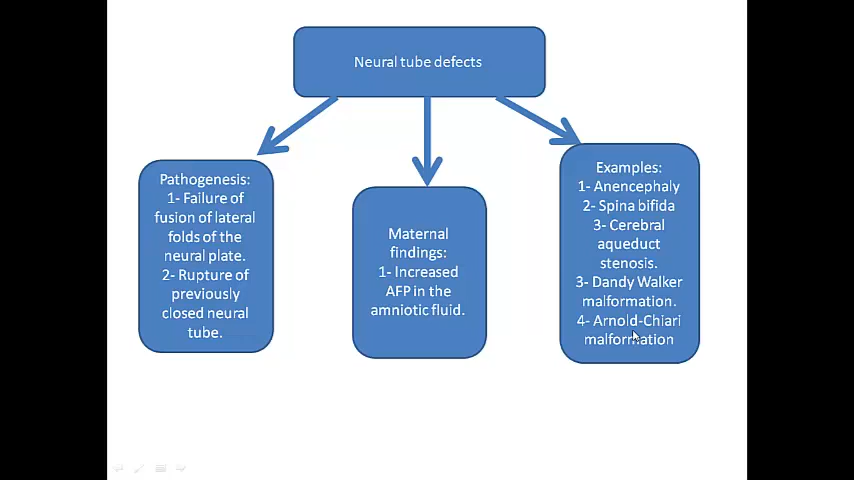 Neural tube defects
Pathogenesis:
1- Failure of
fusion of lateral
folds of the
neural plate.
2- Rupture of
previously
closed neural
tube.
Maternal
findings:
1- Increased
AFP in the
amniotic fluid.
Examples:
1- Anencephaly
2- Spina bifida
3- Cerebral
aqueduct
stenosis.
3- Dandy Walker
malformation.
4- Arnold-Chiari
malformation